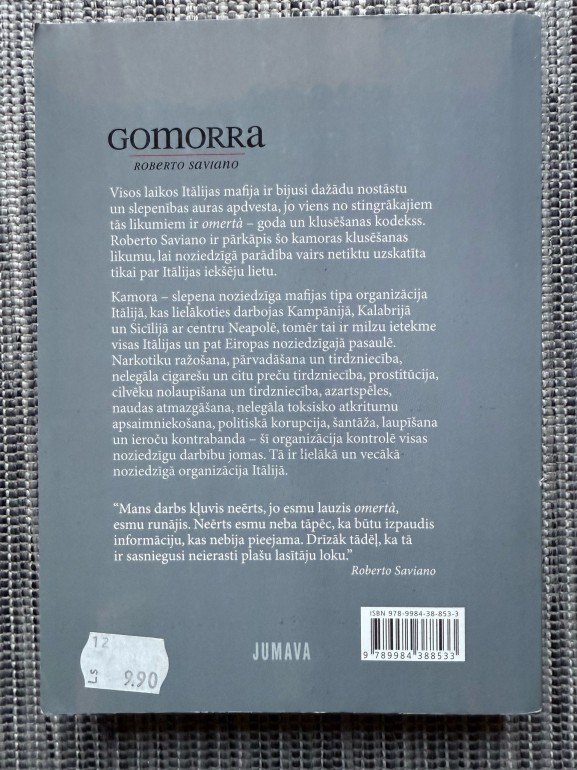 GOMORRA
ROBERTO SAVIANO
Visos laikos Itālijas mafija ir bijusi dažādu nostāstu
un slepenības auras apdvesta, jo viens no stingrākajiem
tās likumiem ir omertà – goda un klusēšanas kodekss.
Roberto Saviano ir pārkāpis šo kamoras klusēšanas
likumu, lai noziedzīgā parādība vairs netiktu uzskatīta
tikai par Itālijas iekšēju lietu.
Kamora – slepena noziedzīga mafijas tipa organizācija
Itālijā, kas lielākoties darbojas Kampānijā, Kalabrijā
un Sicīlijā ar centru Neapolē, tomēr tai ir milzu ietekme
visas Itālijas un pat Eiropas noziedzīgajā pasaulē.
Narkotiku ražošana, pārvadāšana un tirdzniecība,
nelegāla cigarešu un citu preču tirdzniecība, prostitūcija,
cilvēku nolaupīšana un tirdzniecība, azartspēles,
naudas atmazgāšana, nelegāla toksisko atkritumu
apsaimniekošana, politiskā korupcija, šantāža, laupīšana
un ieroču kontrabanda – šī organizācija kontrolē visas
noziedzīgu darbību jomas. Tā ir lielākā un vecākā
noziedzīgā organizācija Itālijā.
“Mans darbs kļuvis neērts, jo esmu lauzis omertà,
esmu runājis. Neērts esmu neba tāpēc, ka būtu izpaudis
informāciju, kas nebija pieejama. Drīzāk tādēļ, ka tā
ir sasniegusi neierasti plašu lasītāju loku.”
Roberto Saviano
ISBN 978-9984-38-853-3
9 789984 388533
JUMAVA
12
Ls 9.90